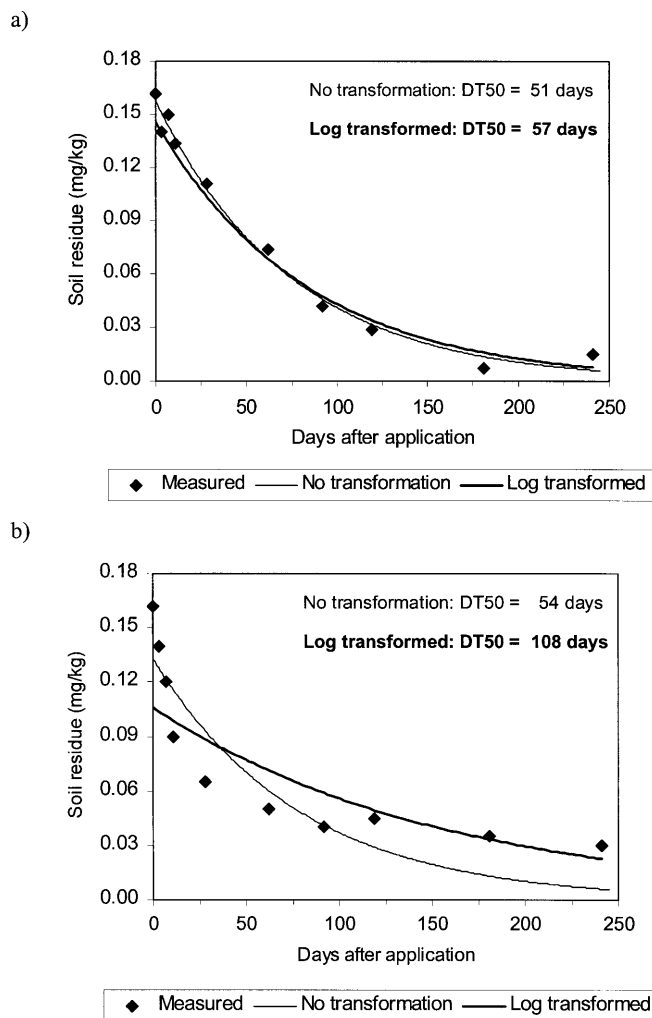 a)
0.18
No transformation: DT50 = 51 days
0.15
Log transformed: DT50 = 57 days
0.12
0.09
0.06
0.03
0.00
Soil residue (mg/kg)
0 50 100 150 200 250
Days after application
Measured No transformation Log transformed
b)
0.18
No transformation: DT50 = 54 days
0.15
Log transformed: DT50 = 108 days
0.12
0.09
0.06
0.03
0.00
Soil residue (mg/kg)
0 50 100 150 200 250
Days after application
Measured No transformation Log transformed